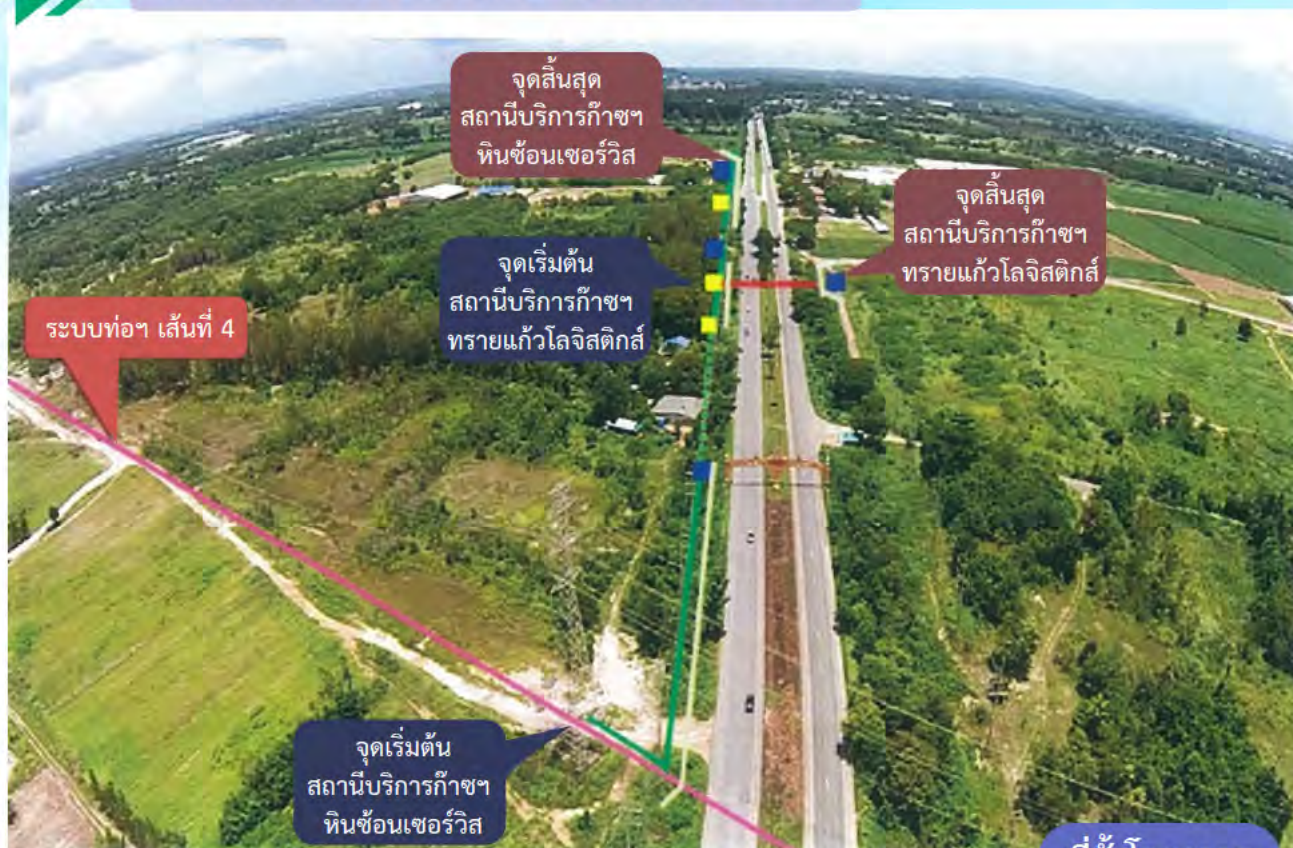 จุดสิ้นสุด
สถานีบริการก๊าซฯ
หินซ้อนเซอร์วิส
จุดสิ้นสุด
สถานีบริการก๊าซฯ
ทรายแก้วโลจิสติกส์
จุดเริ่มต้น
สถานีบริการก๊าซฯ
ทรายแก้วโลจิสติกส์
ระบบท่อฯ เส้นที่ 4
จุดเริ่มต้น
สถานีบริการก๊าซฯ
หินซ้อนเซอร์วิส